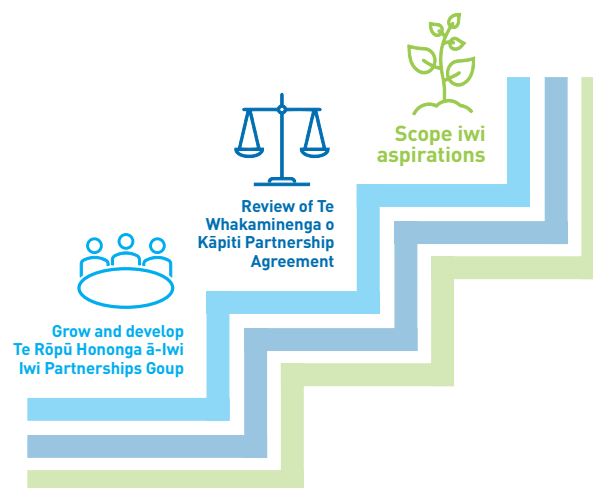 Scope iwi
aspirations
Review of Te
Whakaminenga o
Kāpiti Partnership
Agreement
Grow and develop
Te Rōpū Hononga ā-Iwi
Iwi Partnerships Goup